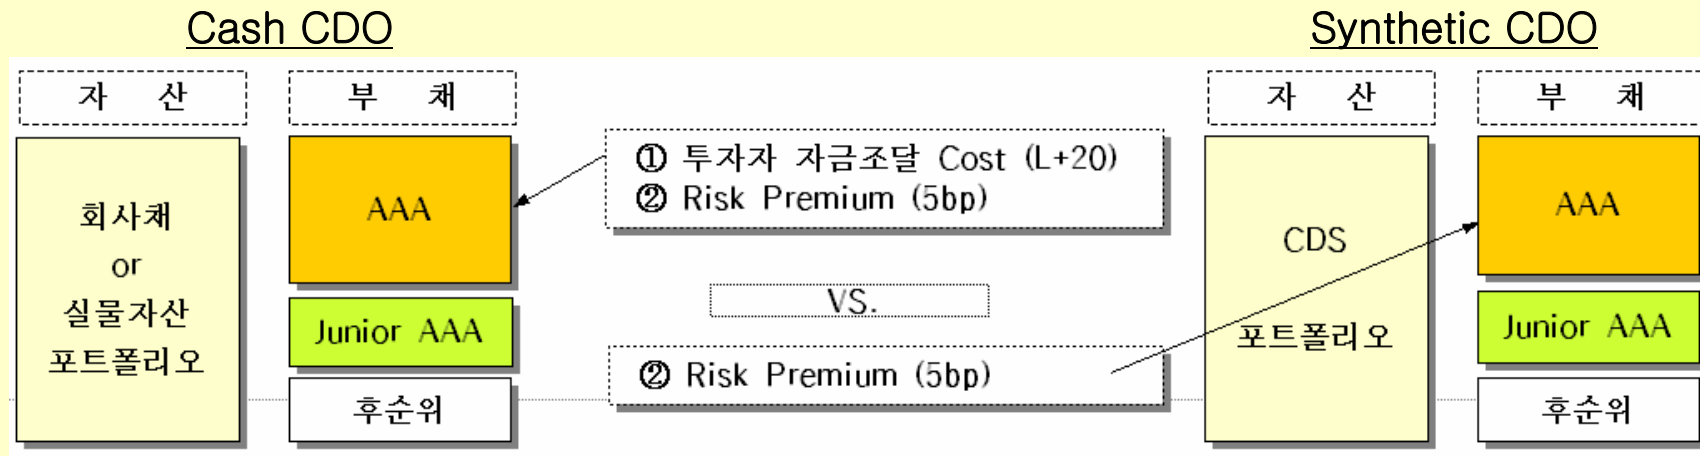 Cash CDO
Synthetic CDO
자 산
부 채
회사채
or
실물자산
포트폴리오
AAA
Junior AAA
후순위
① 투자자 자금조달 Cost (L+20)
② Risk Premium (5bp)
VS.
② Risk Premium (5bp)
자 산
부 채
CDS
포트폴리오
AAA
Junior AAA
후순위